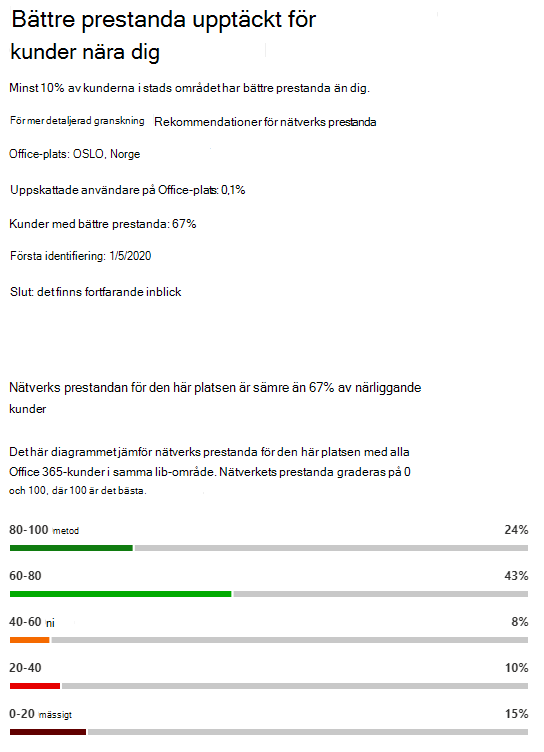 Bättre prestanda upptäckt för
kunder nära dig
Minst 10% av kunderna i stads området har bättre prestanda än dig.
För mer detaljerad granskning Rekommendationer för nätverks prestanda
Office-plats: OSLO, Norge
Uppskattade användare på Office-plats: 0,1%
Kunder med bättre prestanda: 67%
Första identifiering: 1/5/2020
Slut: det finns fortfarande inblick
Nätverks prestandan för den här platsen är sämre än 67% av närliggande
kunder
Det här diagrammet jämför nätverks prestanda för den här platsen med alla
Office 365-kunder i samma lib-område. Nätverkets prestanda graderas på 0
och 100, där 100 är det bästa.
80-100 metod 24%
60-80 43%
40-60 ni 8%
20-40 10%
0-20 mässigt 15%